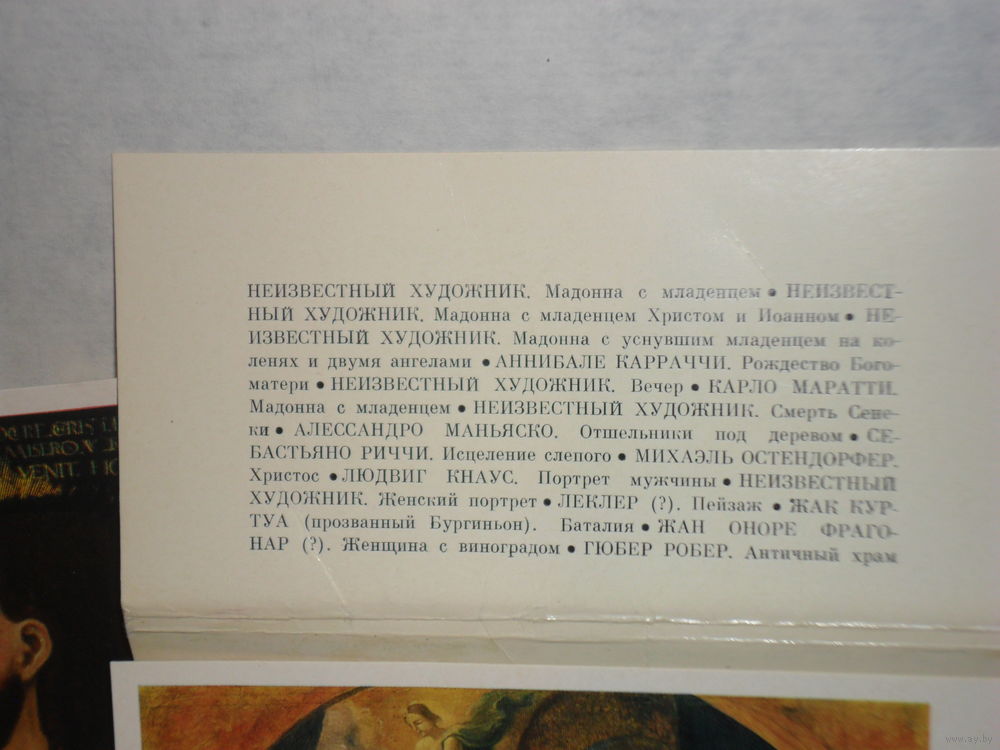 НЕИЗВЕСТНЫЙ ХУДОЖНИК. Мадонна с младенцем • НЕИЗВЕСТ-
НЫЙ ХУДОЖНИК. Мадонна с младенцем Христом и Иоанном • НЕ-
ИЗВЕСТНЫЙ ХУДОЖНИК. Мадонна с уснувшим младенцем на ко-
ленях и двумя ангелами • АННИБАЛЕ КАРРАЧЧИ. Рождество Бого-
матери • НЕИЗВЕСТНЫЙ ХУДОЖНИК. Вечер • КАРЛО МАРАТТИ.
Мадонна с младенцем • НЕИЗВЕСТНЫЙ ХУДОЖНИК. Смерть Сене-
ки • АЛЕССАНДРО МАНЬЯСКО. Отшельники под деревом • СЕ-
БАСТЬЯНО РИЧЧИ. Исцеление слепого • МИХАЭЛЬ ОСТЕНДОРФЕР.
Христос • ЛЮДВИГ КНАУС. Портрет мужчины • НЕИЗВЕСТНЫЙ
ХУДОЖНИК. Женский портрет • ЛЕКЛЕР (?). Пейзаж • ЖАК КУР-
ТУА (прозванный Бургиньон). Баталия • ЖАН ОНОРЕ ФРАГО-
НАР (?). Женщина с виноградом • ГЮБЕР РОБЕР. Античный храм
VENIT
www.ay.by